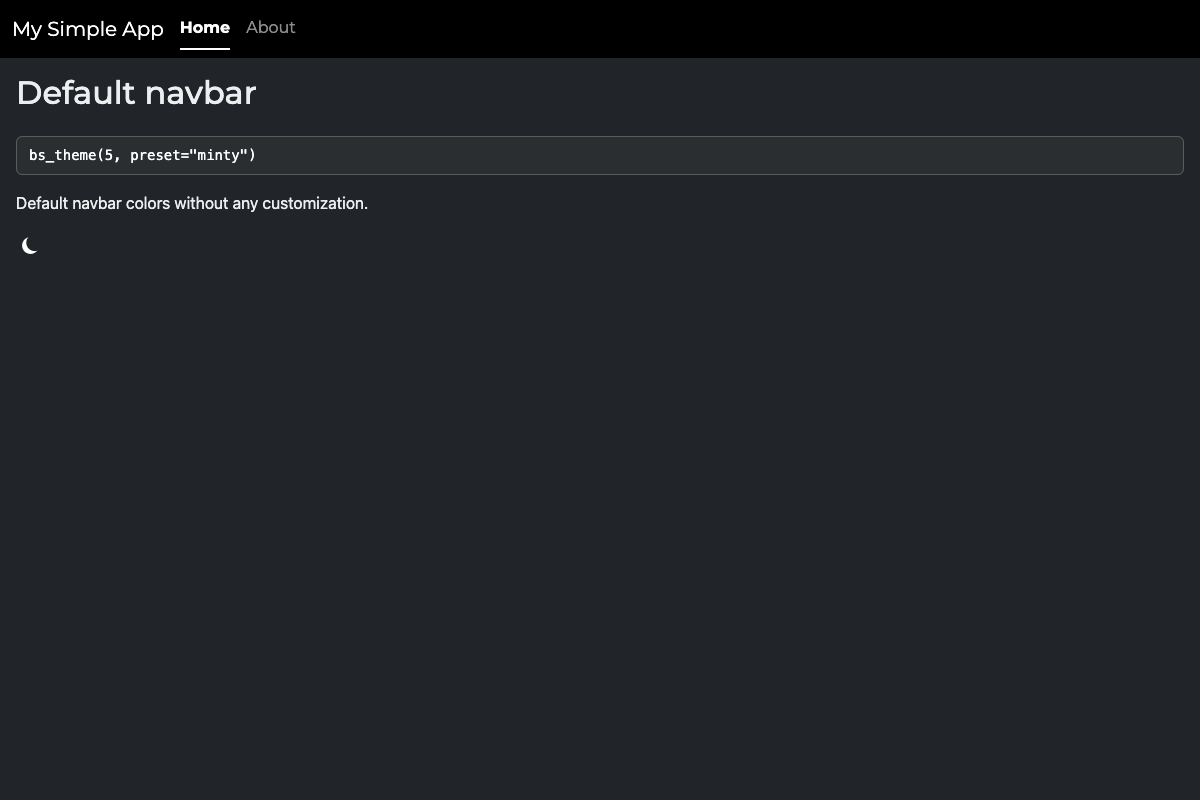 My Simple App Home About
Default navbar
bs_theme(5, preset="minty")
Default navbar colors without any customization.